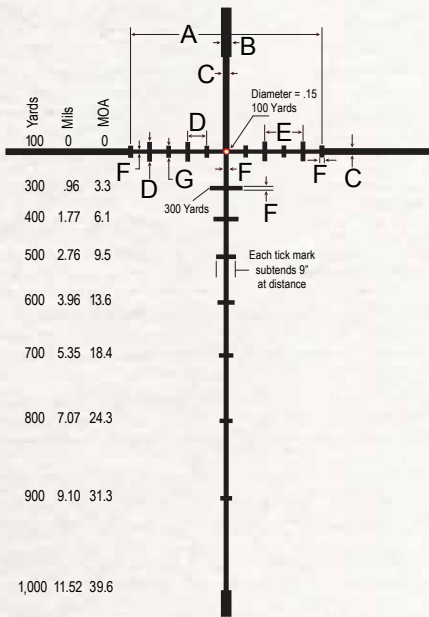 A
B
C
Yards Mils MOA
Diameter = .15
100 Yards
100 0 0
D
E
F D G F F C
F
300 .96 3.3
300 Yards
400 1.77 6.1
500 2.76 9.5
Each tick mark
subtends 9"
at distance
600 3.96 13.6
700 5.35 18.4
800 7.07 24.3
900 9.10 31.3
1,000 11.52 39.6